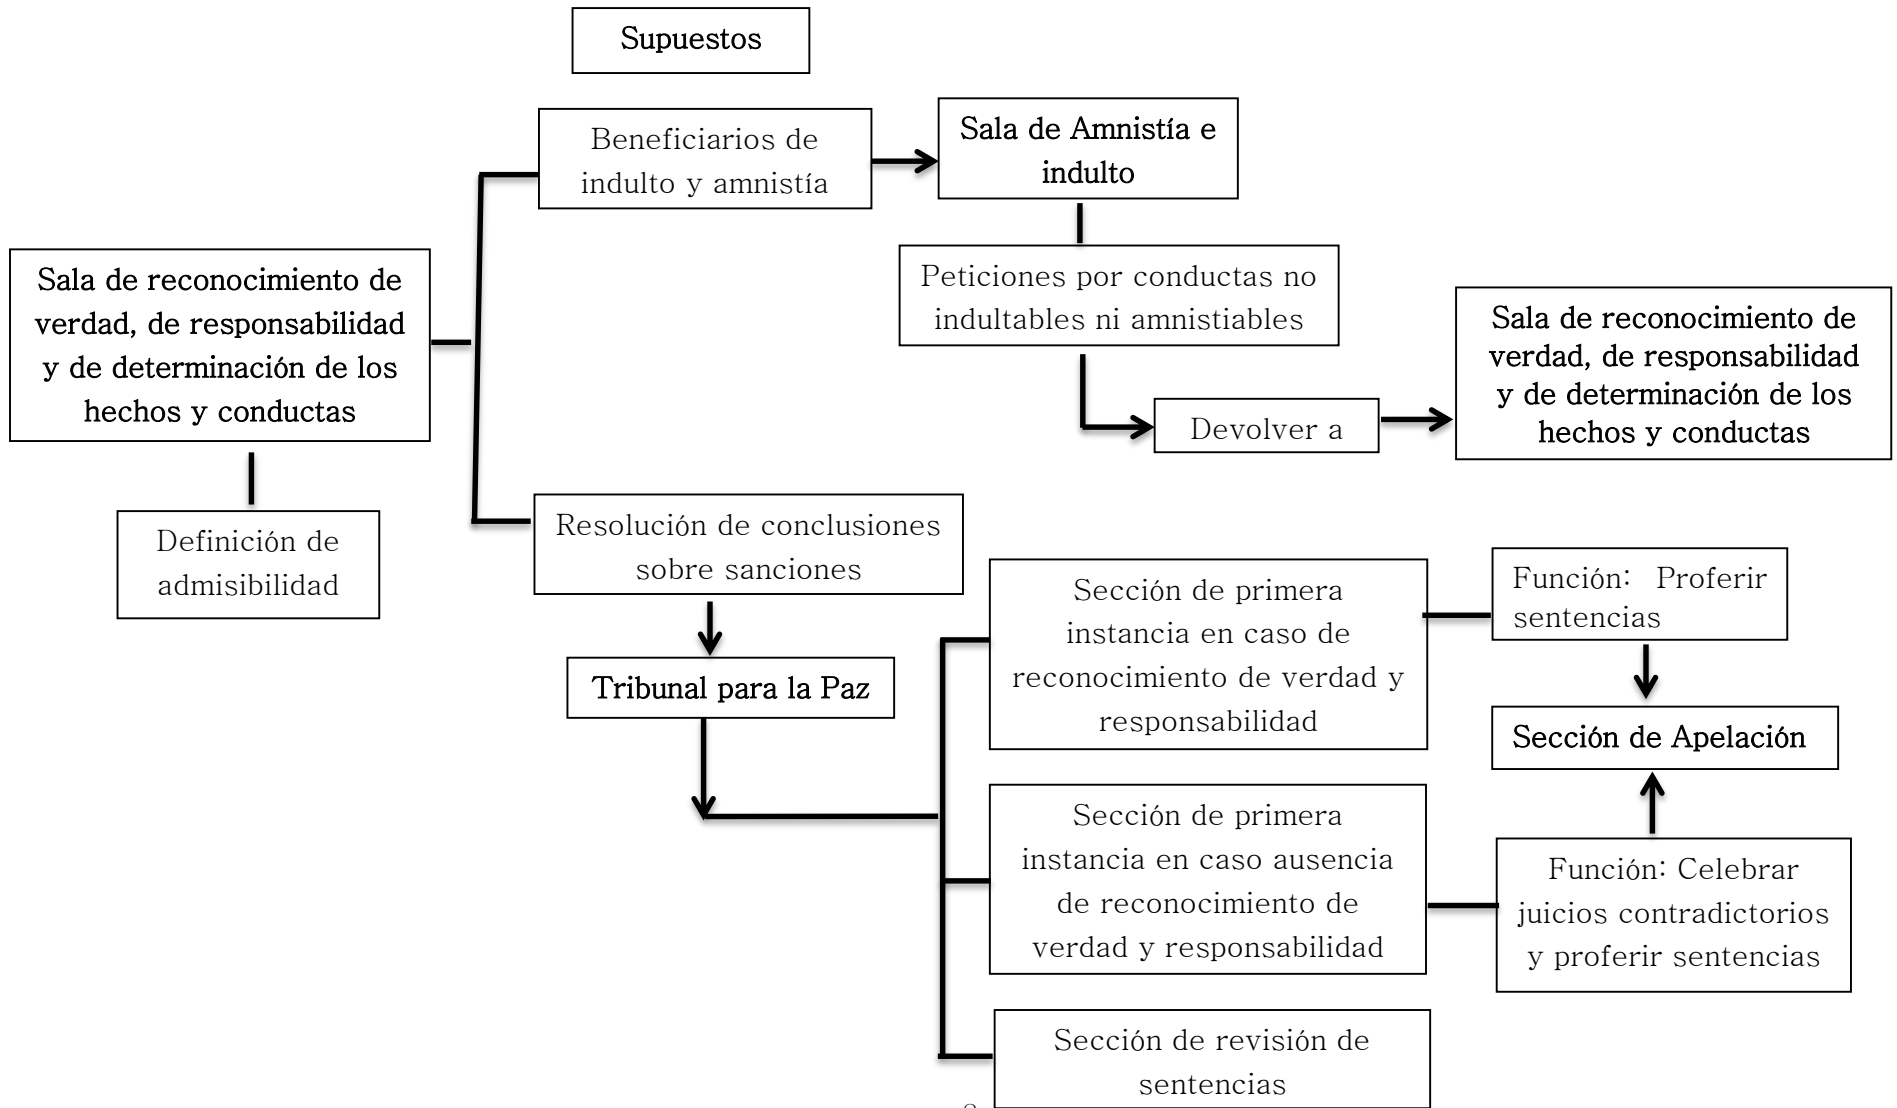 Supuestos
Beneficiarios de
indulto y amnistía
Sala de Amnistía e
indulto
Sala de reconocimiento de
verdad, de responsabilidad
y de determinación de los
hechos y conductas
Peticiones por conductas no
indultables ni amnistiables
Sala de reconocimiento de
verdad, de responsabilidad
y de determinación de los
hechos y conductas
Devolver a
Definición de
admisibilidad
Resolución de conclusiones
sobre sanciones
Tribunal para la Paz
Sección de primera
instancia en caso de
reconocimiento de verdad y
responsabilidad
Función: Proferir
sentencias
Sección de Apelación
Sección de primera
instancia en caso ausencia
de reconocimiento de
verdad y responsabilidad
Función: Celebrar
juicios contradictorios
y proferir sentencias
Sección de revisión de
sentencias